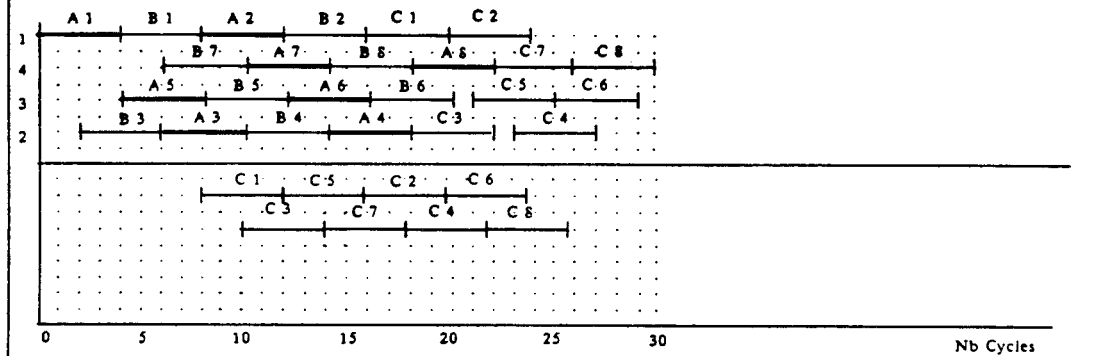 A 1 B 1 A 2 B 2 C 1 C 2
1
B 7 A 7 B 8 A 8 C 7 C 8
4
A 5 B 5 A 6 B 6 C 5 C 6
3
B 3 A 3 B 4 A 4 C 3 C 4
2
C 1 C 5 C 2 C 6
C 3 C 7 C 4 C 8
0 5 10 15 20 25 30
Nb Cycles